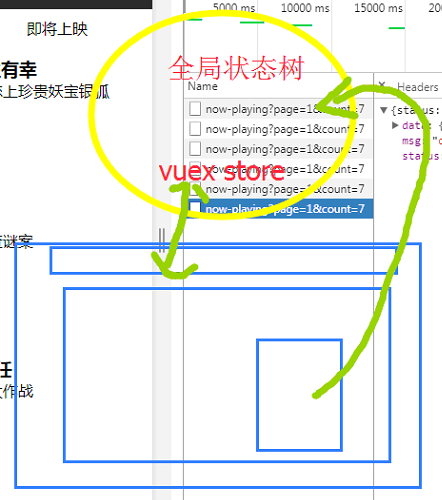 5000 ms
10000 ms
15000 ms
即将上映
有幸
上珍贵妖宝银狐
全局状态树
Name
× Headers
now-playing?page=1&count=7
{status:
now-playing?page=1&count=7
data: {
now-playing?page=1&count=7
msg: "
now-playing?page=1&count=7
status
vuex store
now-playing?page=1&count=7
now-playing?page=1&count=7
谜案
任
作战